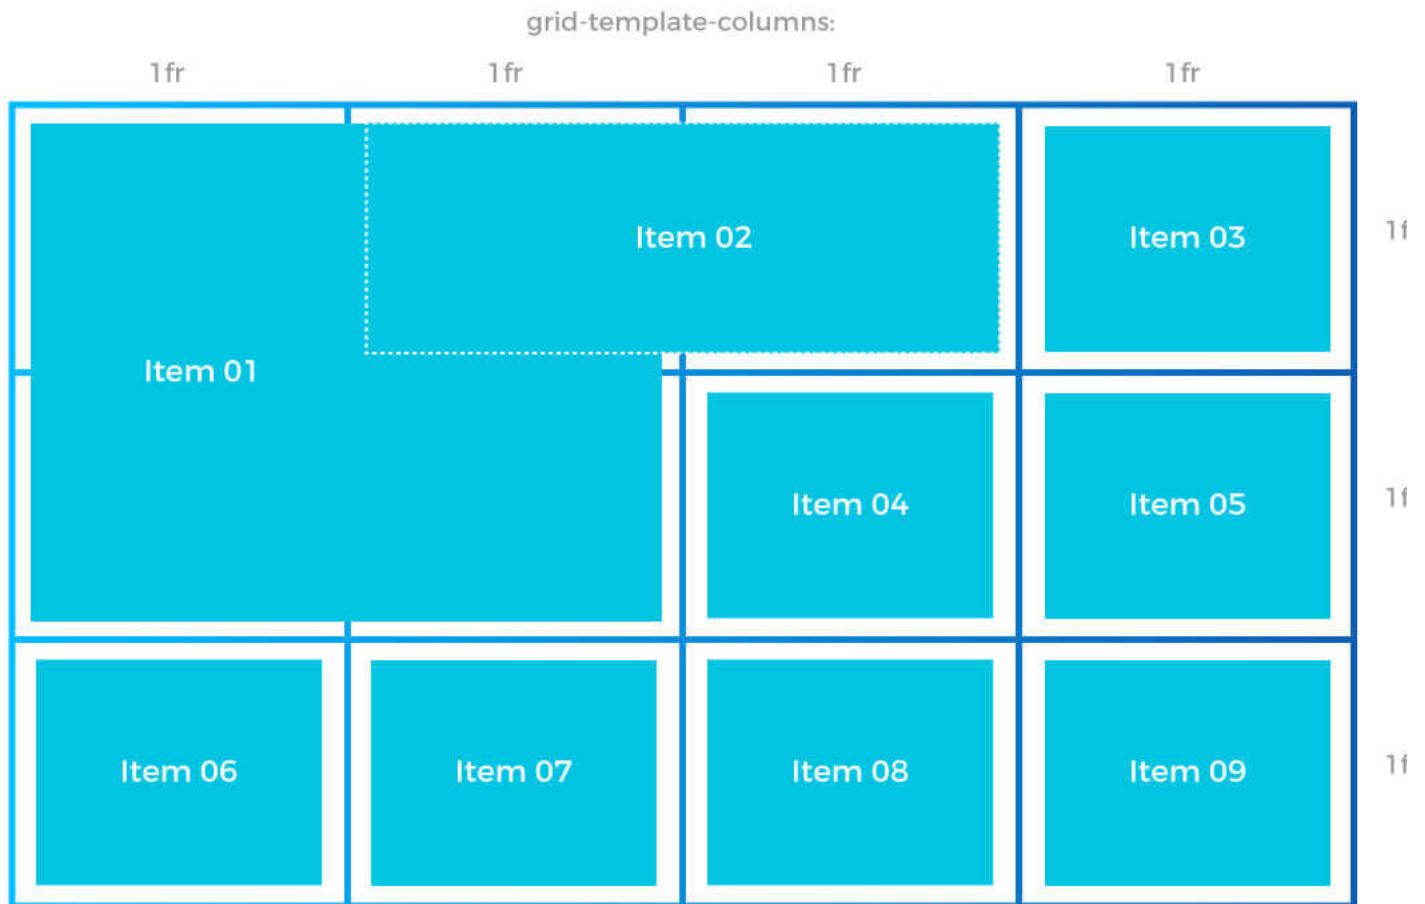 grid-template-columns:
1fr 1fr 1fr 1fr
Item 02 Item 03
Item 01
Item 04 Item 05
Item 06 Item 07 Item 08 Item 09